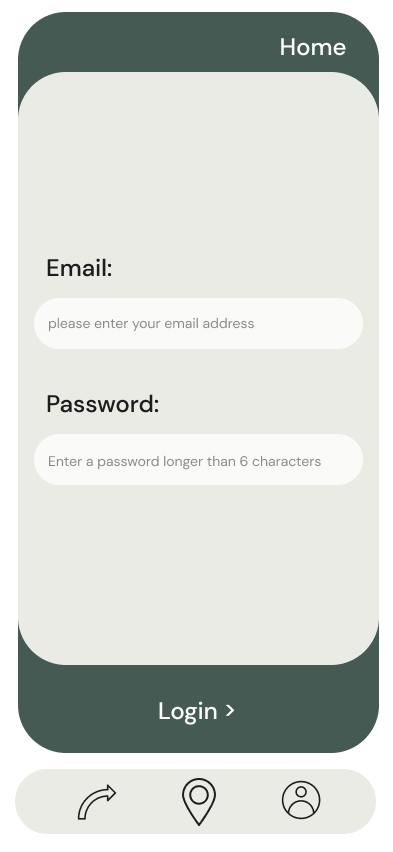 Home
Email:
please enter your email address
Password:
Enter a password longer than 6 characters
Login >